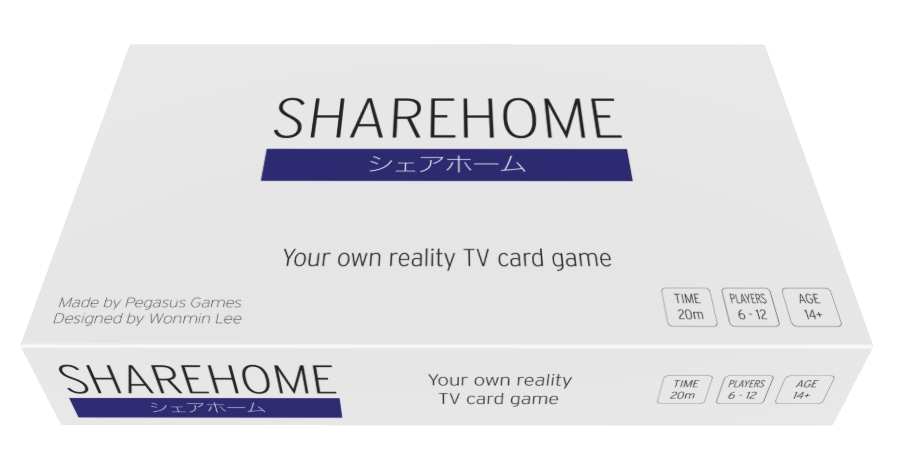 SHAREHOME
シェアホーム
Your own reality TV card game
Made by Pegasus Games
Designed by Wonmin Lee
TIME
20m
PLAYERS
6 - 12
AGE
14+
SHAREHOME
シェアホーム
Your own reality
TV card game
TIME
20m
PLAYERS
6 - 12
AGE
14+